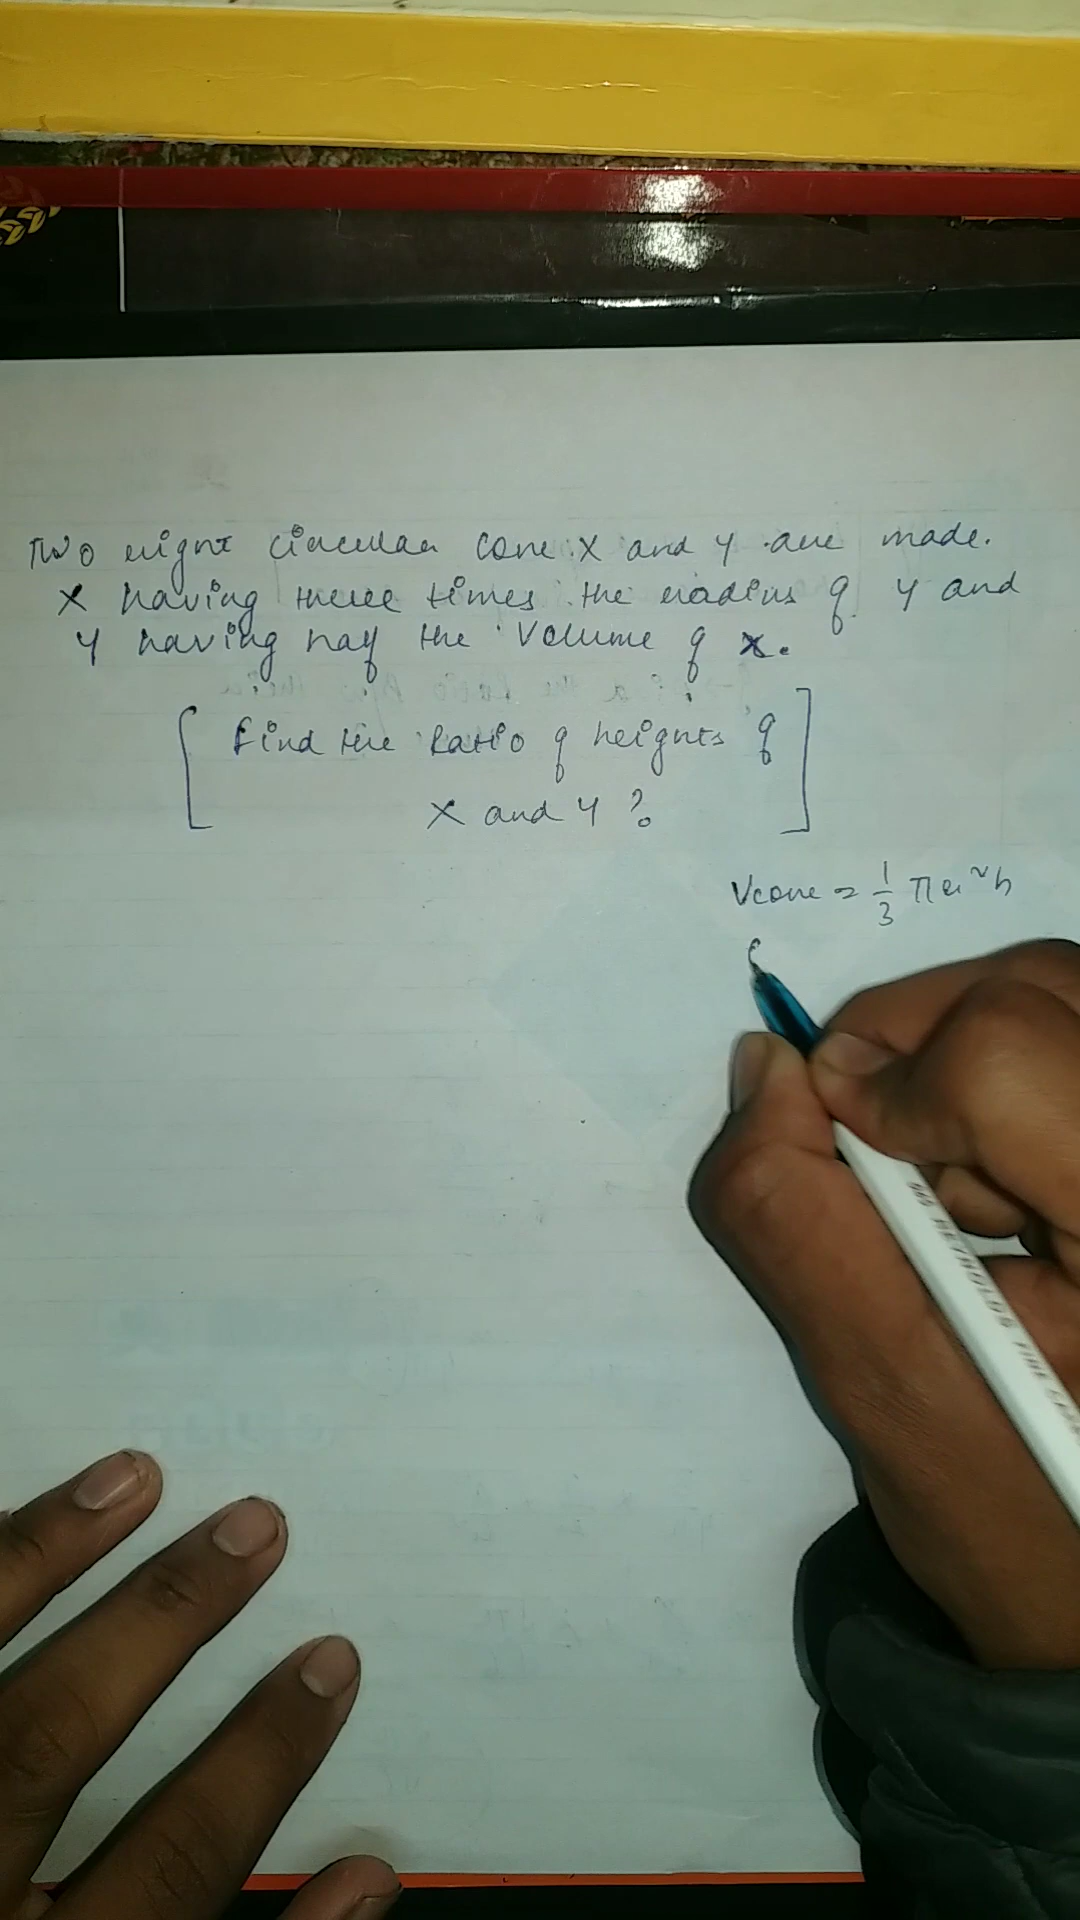 Two right circular cone X and Y are made.
X having three times the radius of Y and
Y having half the Volume of X.
Find the Ratio of heights of
X and Y ?
Vcone = 1/3 πr²h
REYNOLDS